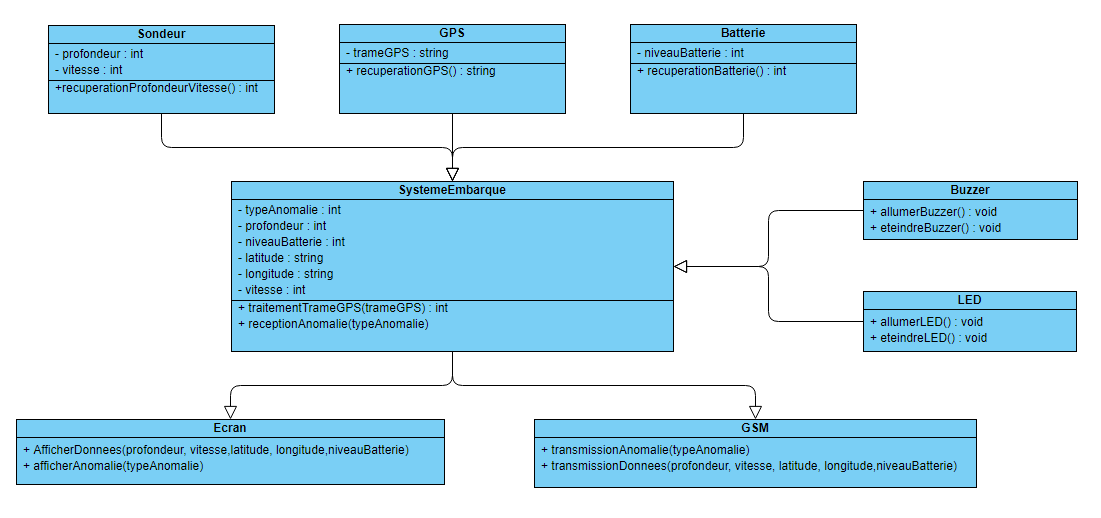 Sondeur
- profondeur : int
- vitesse : int
+recuperationProfondeurVitesse() : int
GPS
- trameGPS : string
+ recuperationGPS() : string
Batterie
- niveauBatterie : int
+ recuperationBatterie() : int
SystemeEmbarque
- typeAnomalie : int
- profondeur : int
- niveauBatterie : int
- latitude : string
- longitude : string
- vitesse : int
+ traitementTrameGPS(trameGPS) : int
+ receptionAnomalie(typeAnomalie)
Buzzer
+ allumerBuzzer() : void
+ eteindreBuzzer() : void
LED
+ allumerLED() : void
+ eteindreLED() : void
Ecran
+ AfficherDonnees(profondeur, vitesse,latitude, longitude,niveauBatterie)
+ afficherAnomalie(typeAnomalie)
GSM
+ transmissionAnomalie(typeAnomalie)
+ transmissionDonnees(profondeur, vitesse, latitude, longitude,niveauBatterie)